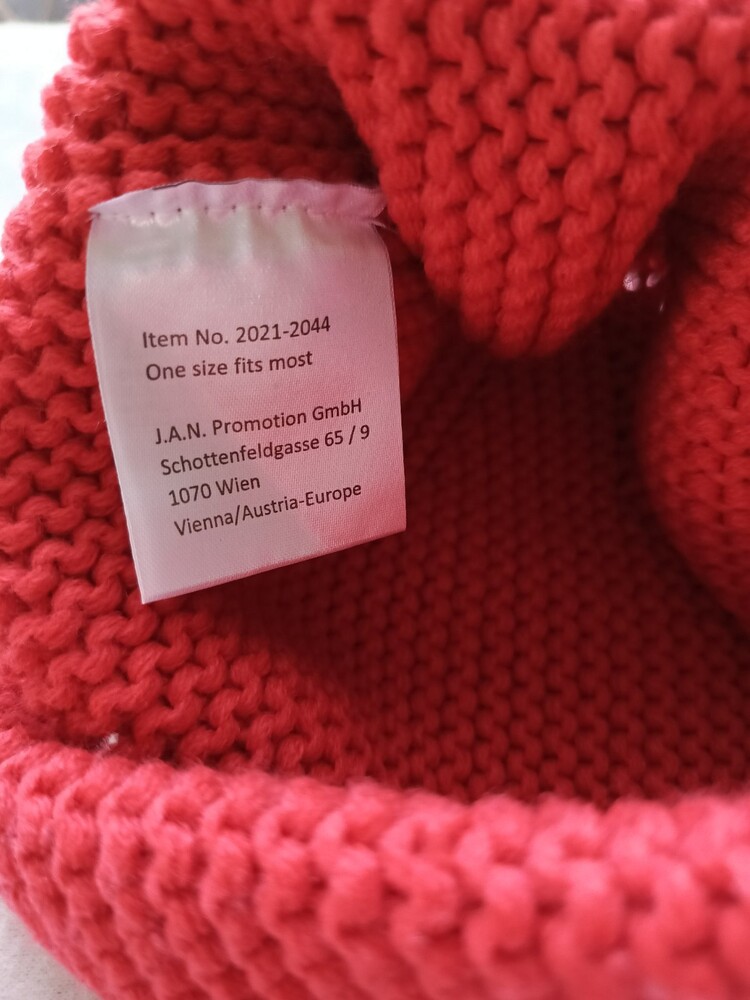 Item No. 2021-2044
One size fits most
J.A.N. Promotion GmbH
Schottenfeldgasse 65 / 9
1070 Wien
Vienna/Austria-Europe